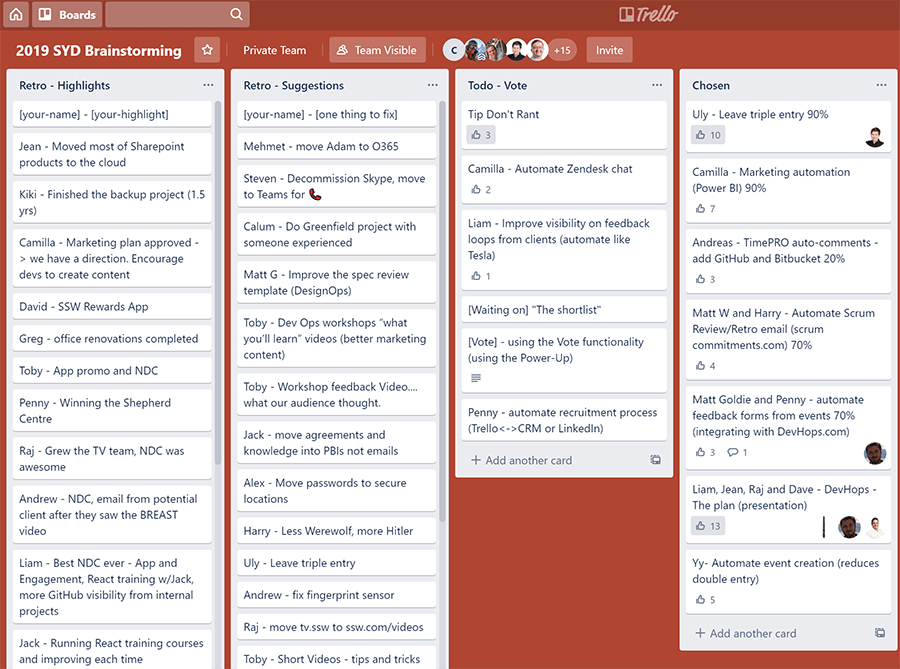 Boards
Trello
2019 SYD Brainstorming
Private Team
Team Visible
C
+15
Invite
Retro - Highlights
[your-name] - [your-highlight]
Jean - Moved most of Sharepoint
products to the cloud
Kiki - Finished the backup project (1.5
yrs)
Camilla - Marketing plan approved -
> we have a direction. Encourage
devs to create content
David - SSW Rewards App
Greg - office renovations completed
Toby - App promo and NDC
Penny - Winning the Shepherd
Centre
Raj - Grew the TV team, NDC was
awesome
Andrew - NDC, email from potential
client after they saw the BREAST
video
Liam - Best NDC ever - App and
Engagement, React training w/Jack,
more GitHub visibility from internal
projects
Jack - Running React training courses
and improving each time
Retro - Suggestions
[your-name] - [one thing to fix]
Mehmet - move Adam to O365
Steven - Decommission Skype, move
to Teams for 📞
Calum - Do Greenfield project with
someone experienced
Matt G - Improve the spec review
template (DesignOps)
Toby - Dev Ops workshops “what
you’ll learn” videos (better marketing
content)
Toby - Workshop feedback Video....
what our audience thought.
Jack - move agreements and
knowledge into PBIs not emails
Alex - Move passwords to secure
locations
Harry - Less Werewolf, more Hitler
Uly - Leave triple entry
Andrew - fix fingerprint sensor
Raj - move tv.ssw to ssw.com/videos
Toby - Short Videos - tips and tricks
Todo - Vote
Tip Don't Rant
3
Camilla - Automate Zendesk chat
2
Liam - Improve visibility on feedback
loops from clients (automate like
Tesla)
1
[Waiting on] "The shortlist"
[Vote] - using the Vote functionality
(using the Power-Up)
Penny - automate recruitment process
(Trello<->CRM or LinkedIn)
+ Add another card
Chosen
Uly - Leave triple entry 90%
10
Camilla - Marketing automation
(Power BI) 90%
7
Andreas - TimePRO auto-comments -
add GitHub and Bitbucket 20%
3
Matt W and Harry - Automate Scrum
Review/Retro email (scrum
commitments.com) 70%
4
Matt Goldie and Penny - automate
feedback forms from events 70%
(integrating with DevHops.com)
3 1
Liam, Jean, Raj and Dave - DevHops -
The plan (presentation)
13
Yy- Automate event creation (reduces
double entry)
5
+ Add another card